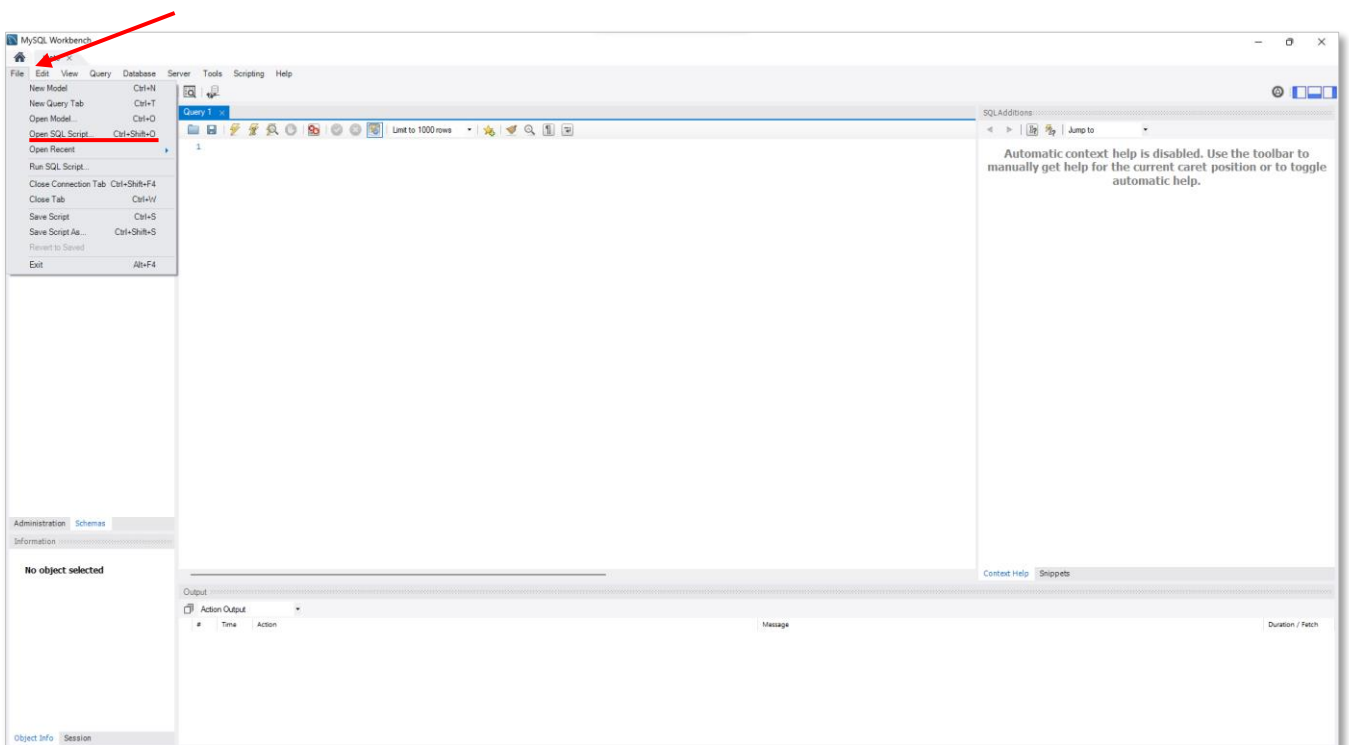 MySQL Workbench
File Edit View Query Database Server Tools Scripting Help
New Model Ctrl+N
New Query Tab Ctrl+T
Open Model... Ctrl+O
Open SQL Script... Ctrl+Shift+O
Open Recent
Run SQL Script...
Close Connection Tab Ctrl+Shift+F4
Close Tab Ctrl+W
Save Script Ctrl+S
Save Script As... Ctrl+Shift+S
Revert to Saved
Exit Alt+F4
Query 1
Limit to 1000 rows
1
SQLAdditions
Jump to
Automatic context help is disabled. Use the toolbar to
manually get help for the current caret position or to toggle
automatic help.
Administration Schemas
Information
No object selected
Context Help Snippets
Output
Action Output
# Time Action Message Duration / Fetch
Object Info Session